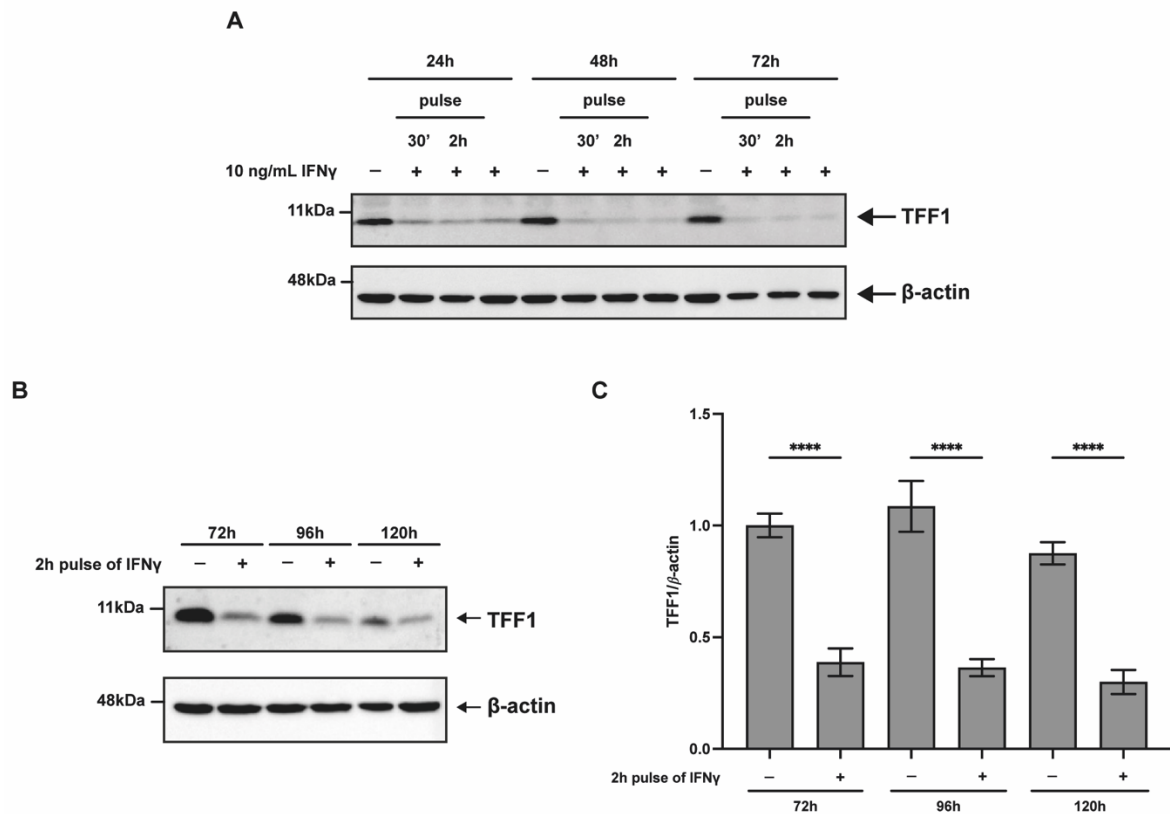 A
24h 48h 72h
pulse pulse pulse
30’ 2h 30’ 2h 30’ 2h
10 ng/mL IFNγ − + + + − + + + − + + +
11kDa TFF1
48kDa β-actin
B
72h 96h 120h
2h pulse of IFNγ − + − + − +
11kDa TFF1
48kDa β-actin
C
1.5
**** **** ****
1.0
TFF1/β-actin
0.5
0.0
2h pulse of IFNγ − + − + − +
72h 96h 120h